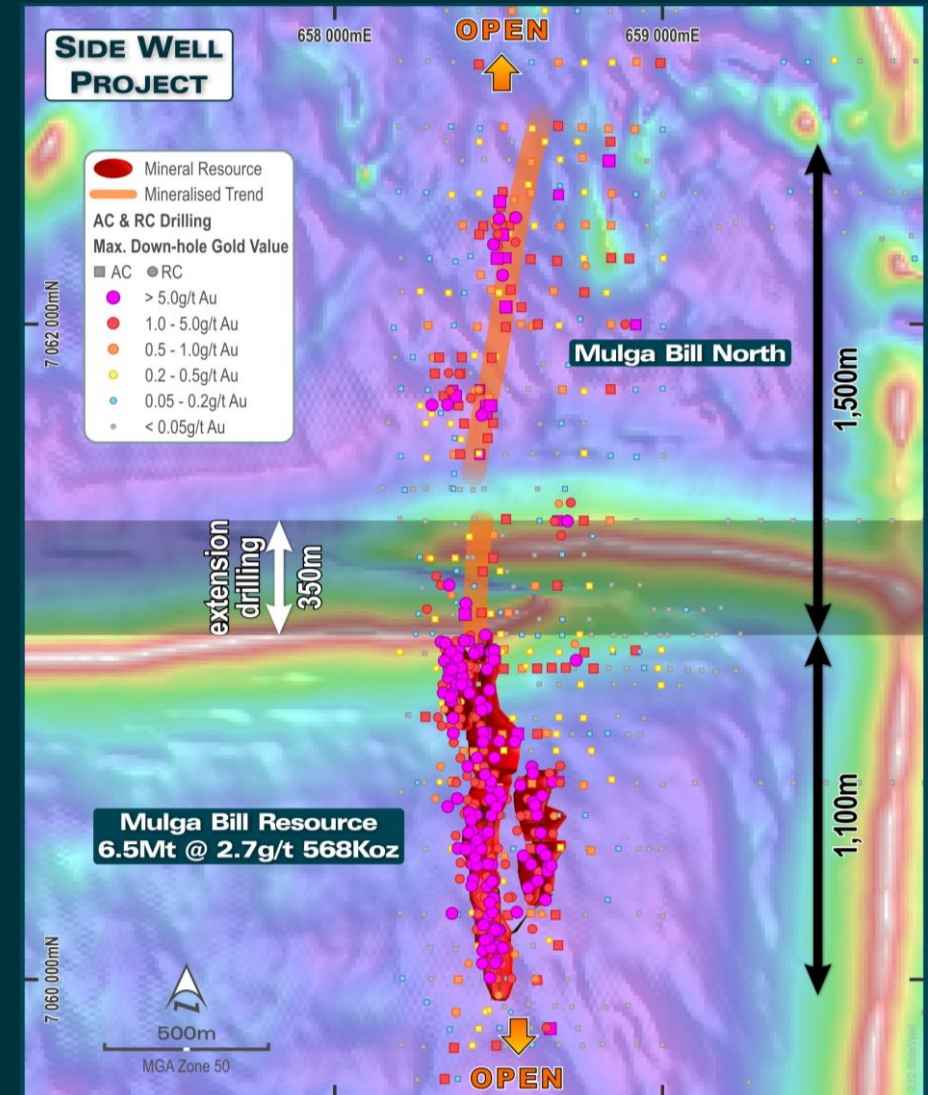 SIDE WELL
PROJECT
658 000mE
OPEN
659 000mE
Mineral Resource
Mineralised Trend
AC & RC Drilling
Max. Down-hole Gold Value
AC RC
> 5.0g/t Au
1.0 - 5.0g/t Au
0.5 - 1.0g/t Au
0.2 - 0.5g/t Au
0.05 - 0.2g/t Au
< 0.05g/t Au
7 062 000mN
Mulga Bill North
1,500m
extension
drilling
350m
Mulga Bill Resource
6.5Mt @ 2.7g/t 568Koz
1,100m
7 060 000mN
N
500m
MGA Zone 50
OPEN